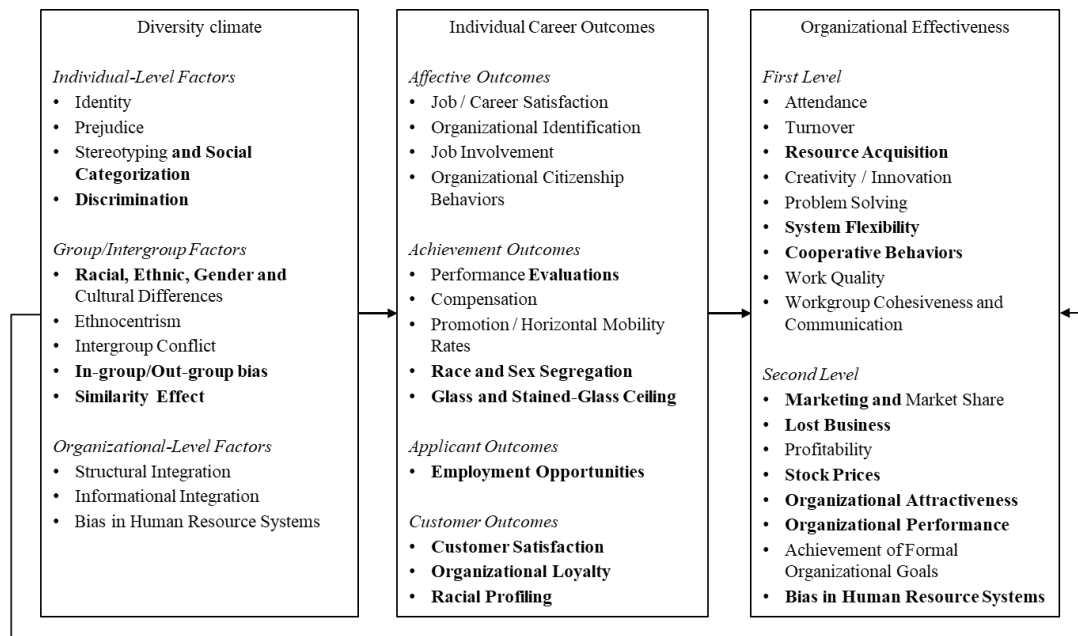 Diversity climate
Individual-Level Factors
• Identity
• Prejudice
• Stereotyping and Social
Categorization
• Discrimination
Group/Intergroup Factors
• Racial, Ethnic, Gender and
Cultural Differences
• Ethnocentrism
• Intergroup Conflict
• In-group/Out-group bias
• Similarity Effect
Organizational-Level Factors
• Structural Integration
• Informational Integration
• Bias in Human Resource Systems
Individual Career Outcomes
Affective Outcomes
• Job / Career Satisfaction
• Organizational Identification
• Job Involvement
• Organizational Citizenship
Behaviors
Achievement Outcomes
• Performance Evaluations
• Compensation
• Promotion / Horizontal Mobility
Rates
• Race and Sex Segregation
• Glass and Stained-Glass Ceiling
Applicant Outcomes
• Employment Opportunities
Customer Outcomes
• Customer Satisfaction
• Organizational Loyalty
• Racial Profiling
Organizational Effectiveness
First Level
• Attendance
• Turnover
• Resource Acquisition
• Creativity / Innovation
• Problem Solving
• System Flexibility
• Cooperative Behaviors
• Work Quality
• Workgroup Cohesiveness and
Communication
Second Level
• Marketing and Market Share
• Lost Business
• Profitability
• Stock Prices
• Organizational Attractiveness
• Organizational Performance
• Achievement of Formal
Organizational Goals
• Bias in Human Resource Systems